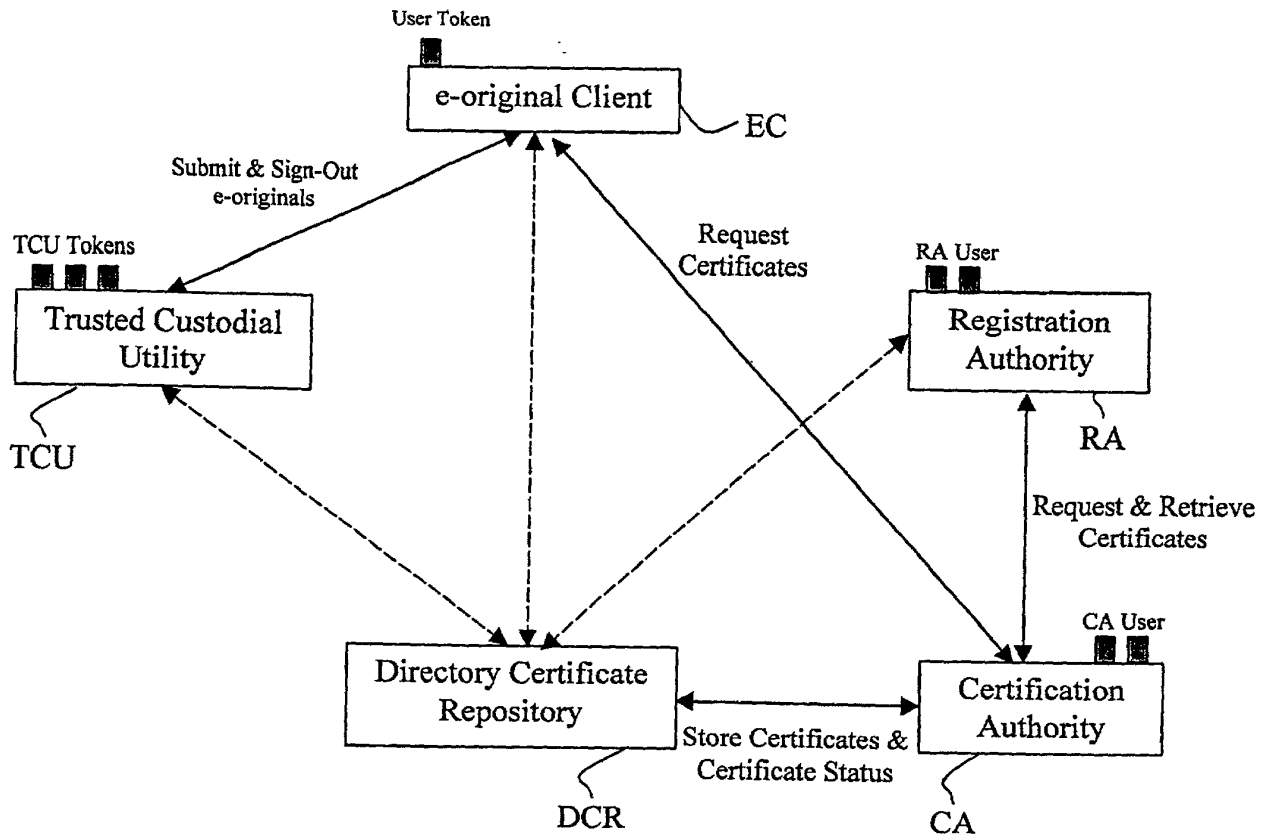 User Token
e-original Client
EC
Submit & Sign-Out
e-originals
TCU Tokens
Trusted Custodial
Utility
TCU
Request
Certificates
RA User
Registration
Authority
RA
Request & Retrieve
Certificates
CA User
Directory Certificate
Repository
DCR
Store Certificates &
Certificate Status
Certification
Authority
CA